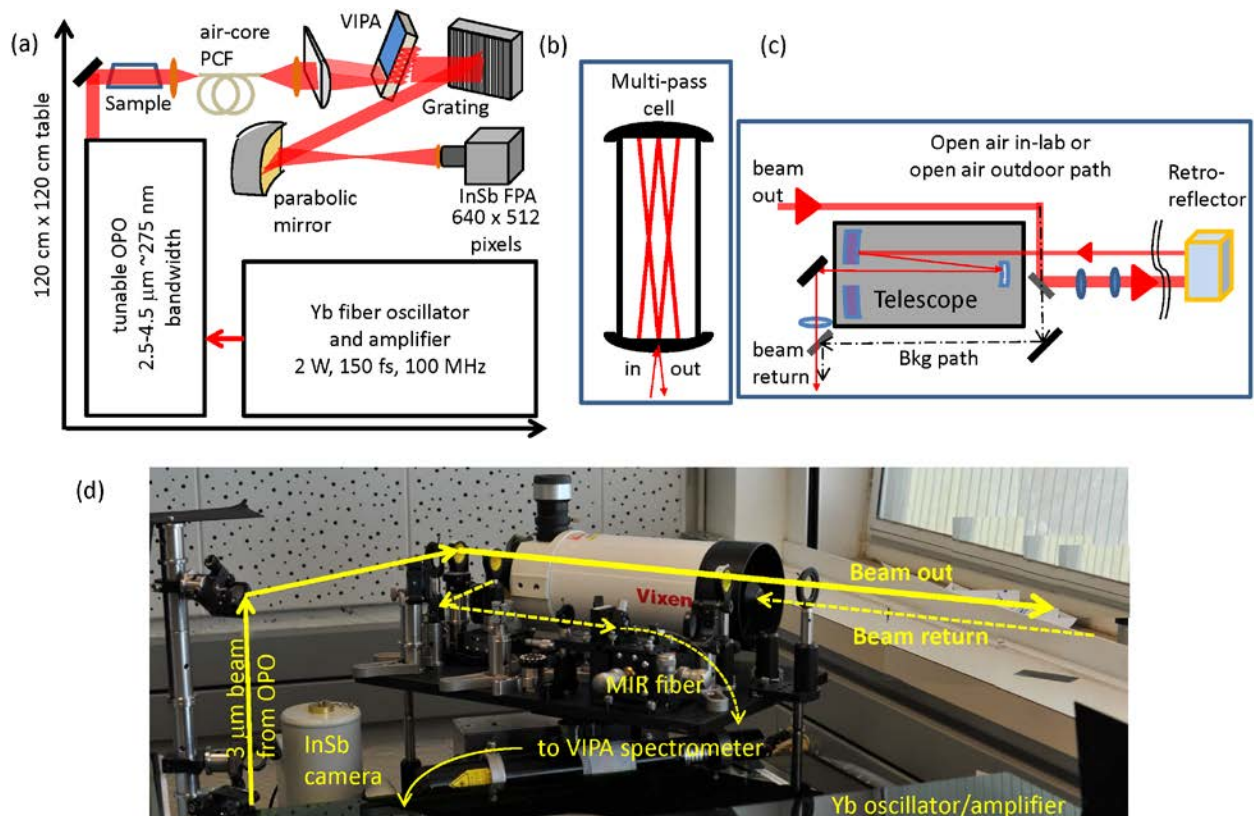 (a)
120 cm x 120 cm table
air-core
PCF
Sample
VIPA
Grating
parabolic
mirror
InSb FPA
640 x 512
pixels
tunable OPO
2.5-4.5 µm ~275 nm
bandwidth
Yb fiber oscillator
and amplifier
2 W, 150 fs, 100 MHz
(b)
Multi-pass
cell
in
out
(c)
Open air in-lab or
open air outdoor path
beam
out
Retro-
reflector
Telescope
beam
return
Bkg path
(d)
Beam out
Vixen
Beam return
MIR fiber
3 µm beam
from OPO
InSb
camera
to VIPA spectrometer
Yb oscillator/amplifier